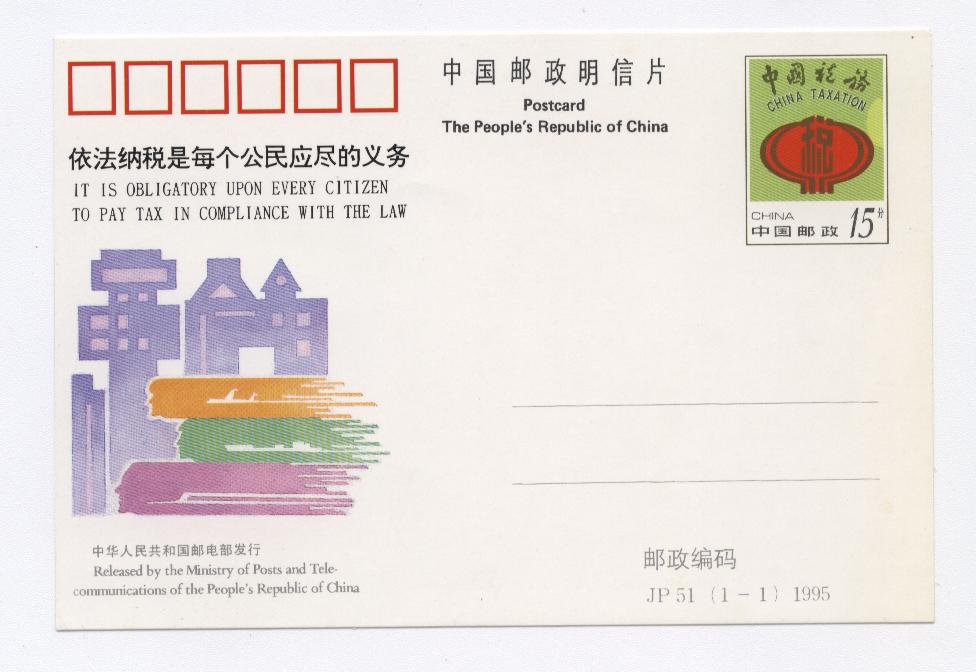 中国邮政明信片
Postcard
The People's Republic of China
中國税务
CHINA TAXATION
税
CHINA
中国邮政 15分
依法纳税是每个公民应尽的义务
IT IS OBLIGATORY UPON EVERY CITIZEN
TO PAY TAX IN COMPLIANCE WITH THE LAW
中华人民共和国邮电部发行
Released by the Ministry of Posts and Tele-
communications of the People's Republic of China
邮政编码
JP 51 (1-1) 1995